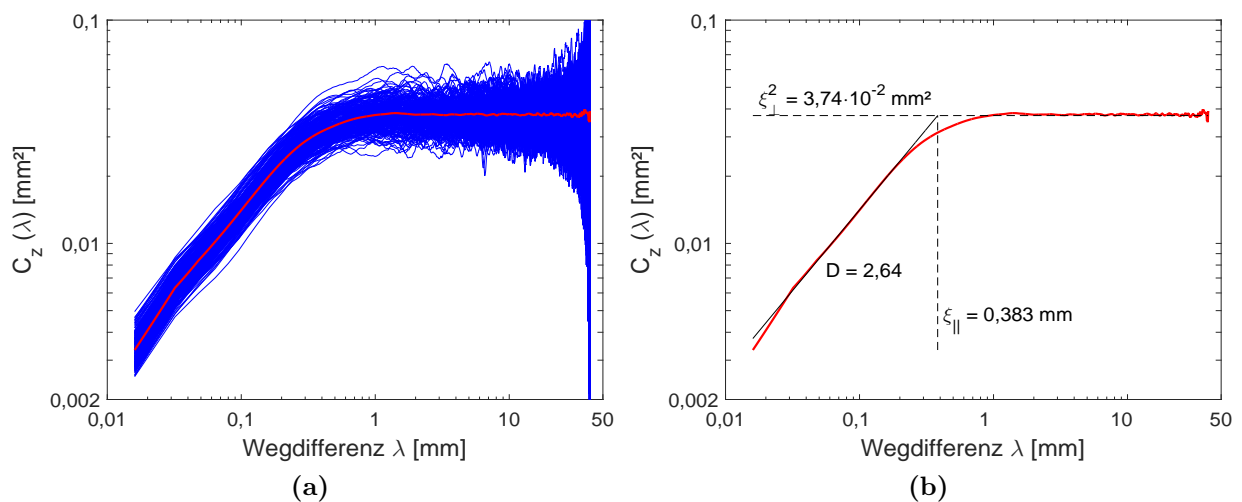 0,1
0,01
0,002
C_z (λ) [mm²]
0,01 0,1 1 10 50
Wegdifferenz λ [mm]
(a)
0,1
ξ_⊥^2 = 3,74·10^-2 mm²
0,01
D = 2,64
ξ_|| = 0,383 mm
0,002
C_z (λ) [mm²]
0,01 0,1 1 10 50
Wegdifferenz λ [mm]
(b)